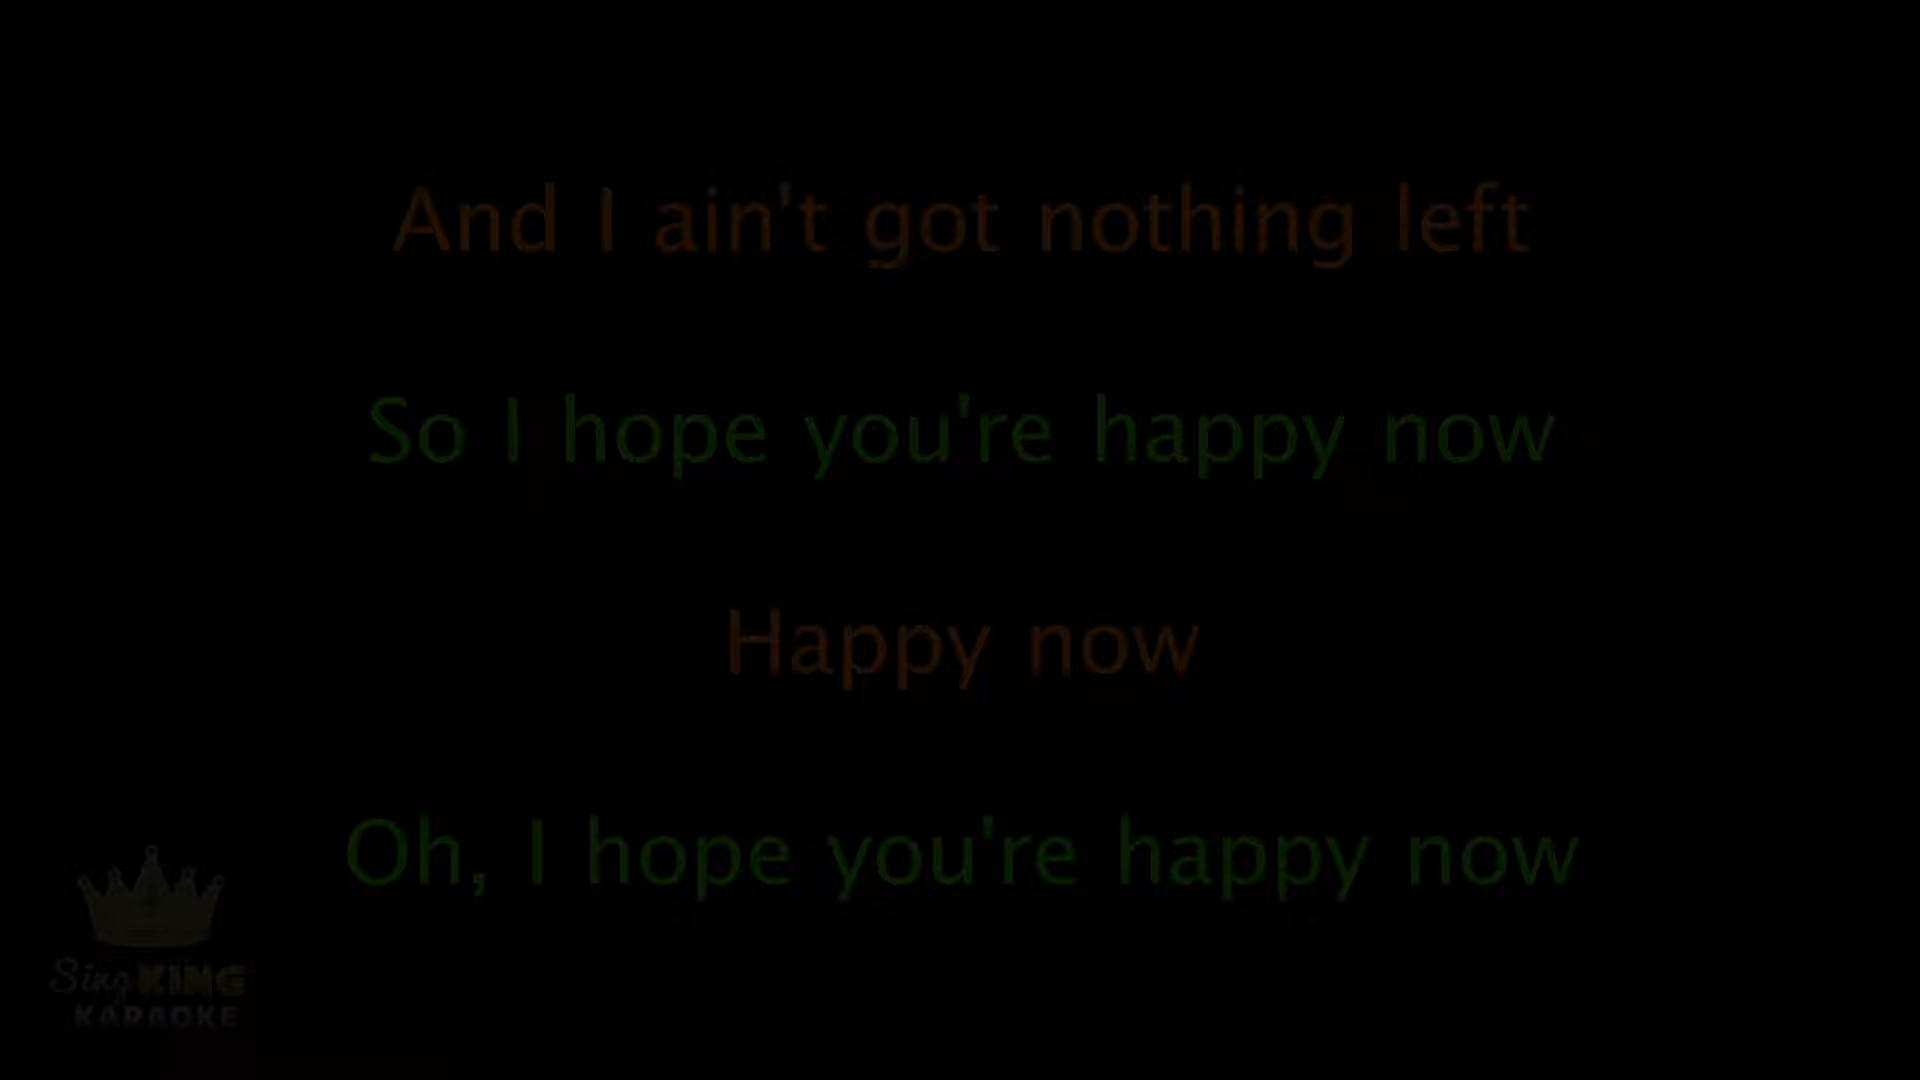 And I ain't got nothing left
So I hope you're happy now
Happy now
Oh, I hope you're happy now
Sing KING
KARAOKE